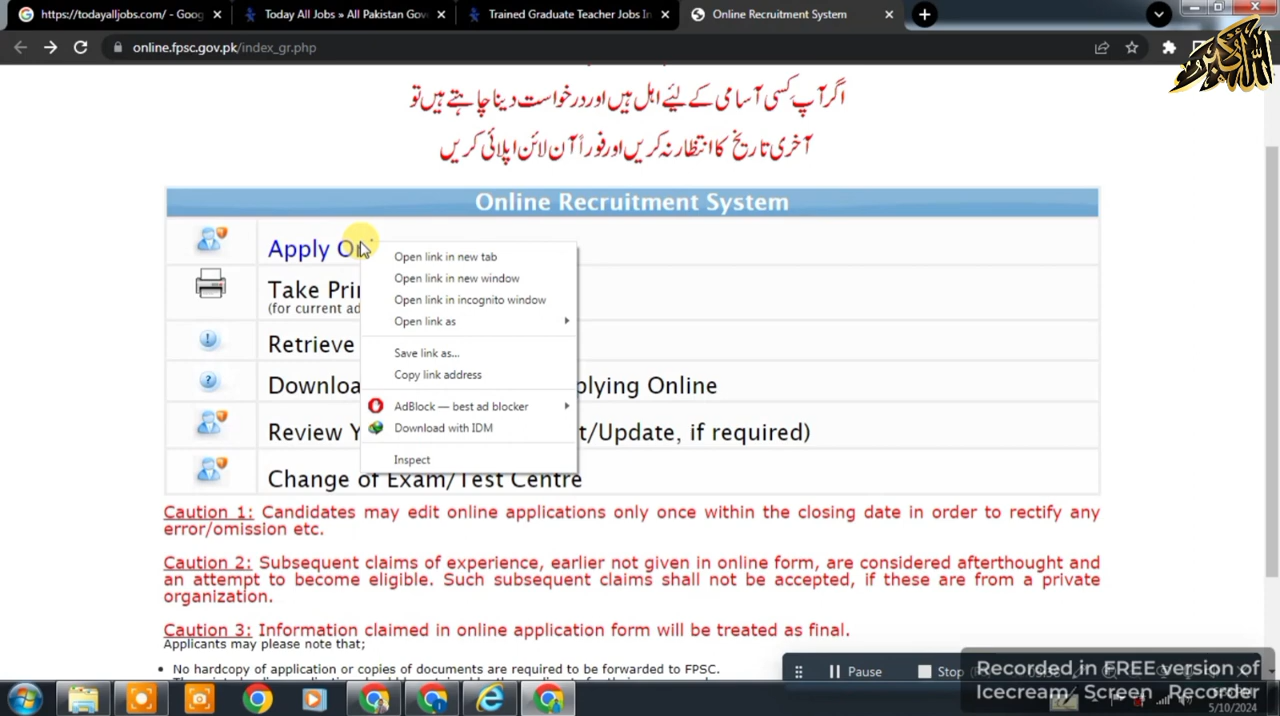 https://todayalljobs.com/ - Goog
Today All Jobs » All Pakistan Gov
Trained Graduate Teacher Jobs In
Online Recruitment System
online.fpsc.gov.pk/index_gr.php
اگر آپ کسی آسامی کے لیئے اہل ہیں اور درخواست دینا چاہتے ہیں تو
آخری تاریخ کا انتظار نہ کریں اور فوراً آن لائن اپلائی کریں
Online Recruitment System
Apply On
Open link in new tab
Open link in new window
Open link in incognito window
Open link as
Save link as...
Copy link address
AdBlock — best ad blocker
Download with IDM
Inspect
Take Pri
(for current ad
Retrieve
Downloa
plying Online
Review Y
t/Update, if required)
Change of Exam/Test Centre
Caution 1: Candidates may edit online applications only once within the closing date in order to rectify any
error/omission etc.
Caution 2: Subsequent claims of experience, earlier not given in online form, are considered afterthought and
an attempt to become eligible. Such subsequent claims shall not be accepted, if these are from a private
organization.
Caution 3: Information claimed in online application form will be treated as final.
Applicants may please note that;
No hardcopy of application or copies of documents are required to be forwarded to FPSC.
Pause
Stop
Recorded in FREE version of
Icecream Screen Recorder
5/10/2024